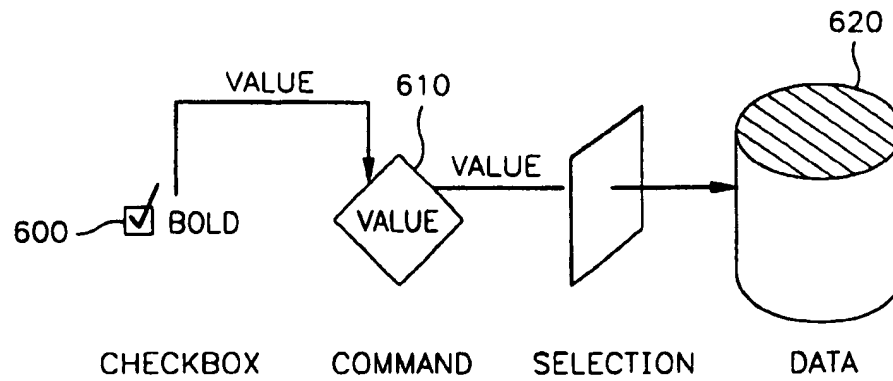 620
VALUE
610
VALUE
VALUE
600
BOLD
CHECKBOX COMMAND SELECTION DATA